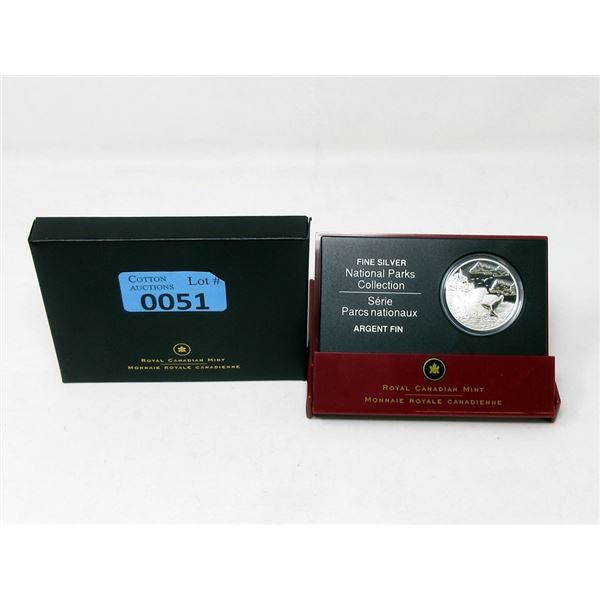 COTTON
AUCTIONS
Lot #
0051
ROYAL CANADIAN MINT
MONNAIE ROYALE CANADIENNE
FINE SILVER
National Parks
Collection
Série
Parcs nationaux
ARGENT FIN
ROYAL CANADIAN MINT
MONNAIE ROYALE CANADIENNE